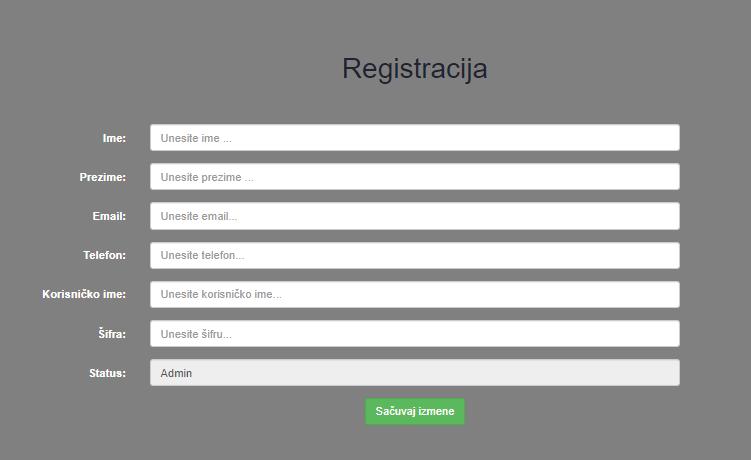 Registracija
Ime: Unesite ime ...
Prezime: Unesite prezime ...
Email: Unesite email...
Telefon: Unesite telefon...
Korisničko ime: Unesite korisničko ime...
Šifra: Unesite šifru...
Status: Admin
Sačuvaj izmene